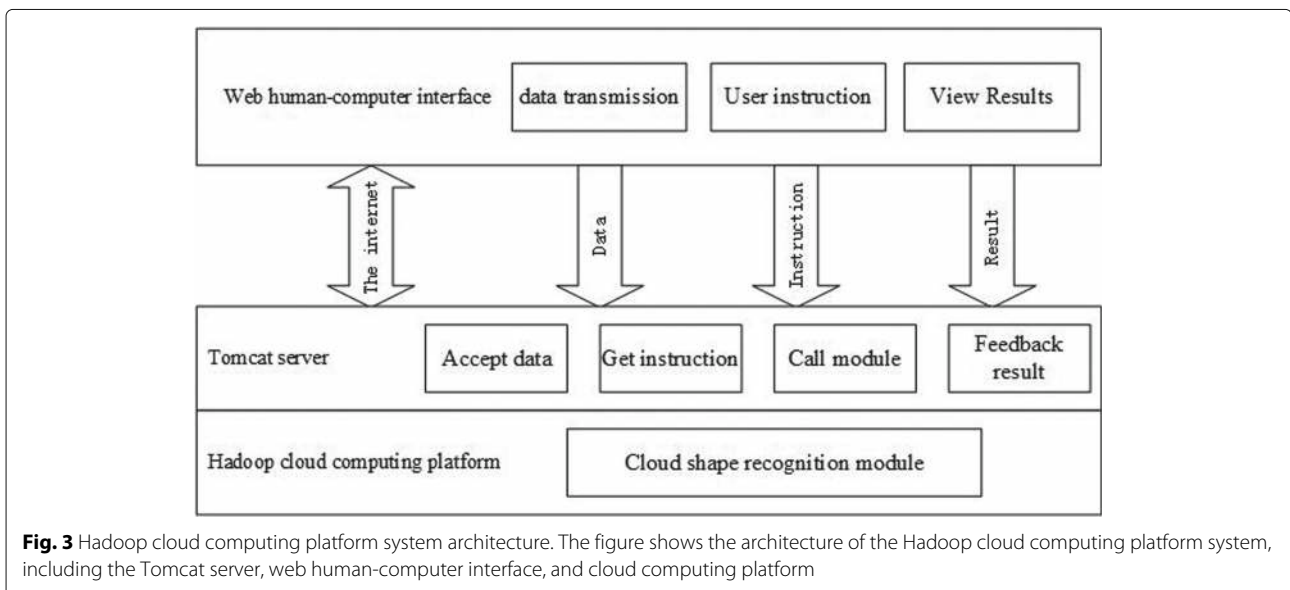 Web human-computer interface
data transmission
User instruction
View Results
The internet
Data
Instruction
Result
Tomcat server
Accept data
Get instruction
Call module
Feedback
result
Hadoop cloud computing platform
Cloud shape recognition module
Fig. 3 Hadoop cloud computing platform system architecture. The figure shows the architecture of the Hadoop cloud computing platform system,
including the Tomcat server, web human-computer interface, and cloud computing platform